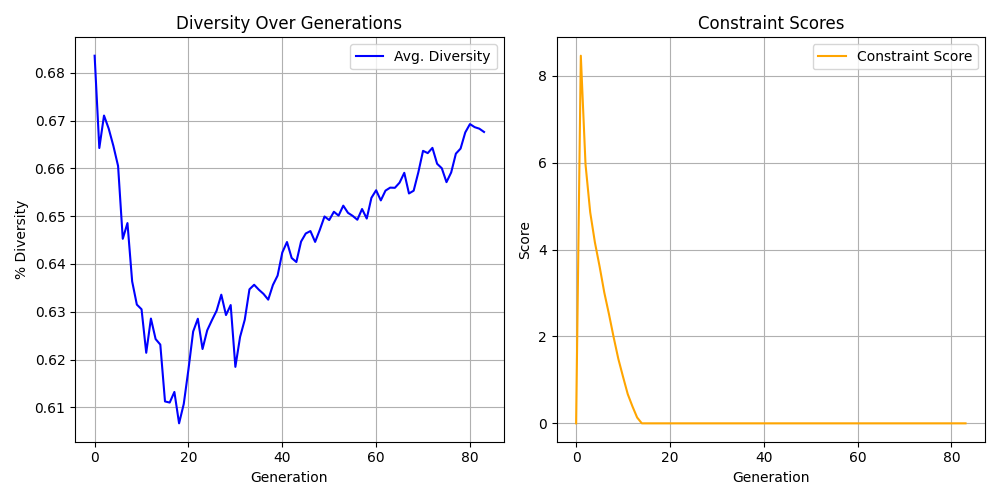 Diversity Over Generations
Avg. Diversity
% Diversity
0.68
0.67
0.66
0.65
0.64
0.63
0.62
0.61
0 20 40 60 80
Generation
Constraint Scores
Constraint Score
Score
8
6
4
2
0
0 20 40 60 80
Generation